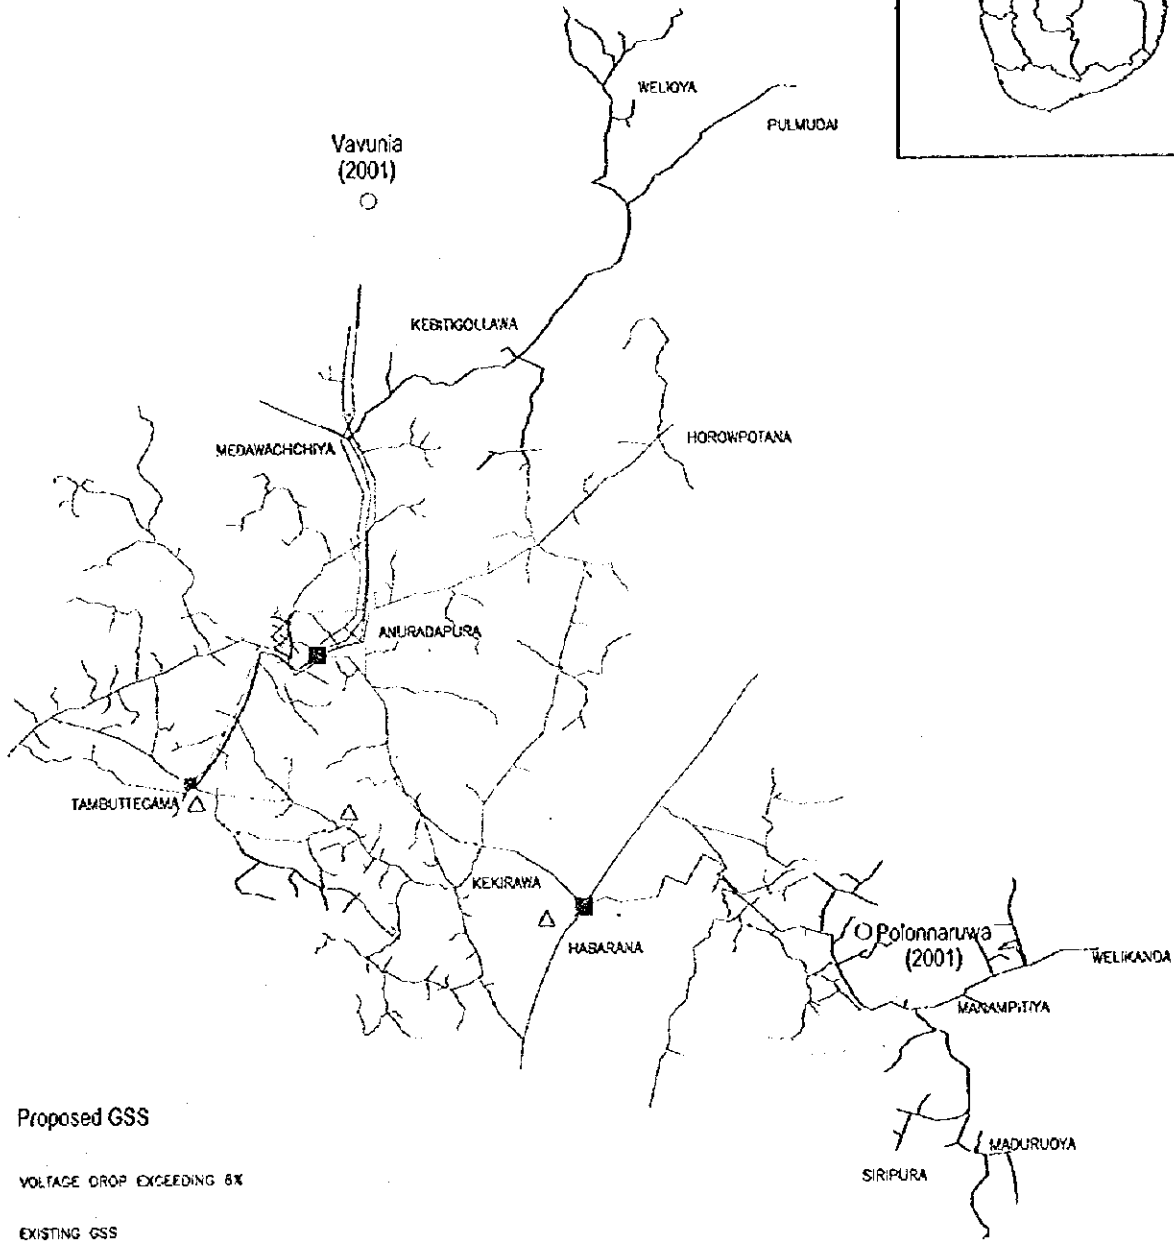 WELIOYA
PULMUDAI
Vavunia
(2001)
KEBITIGOLLAWA
HOROWPOTANA
MEDAWACHCHIYA
ANURADAPURA
TAMBUTTEGAMA
KEKIRAWA
HABARANA
Polonnaruwa
(2001)
WELIKANDA
MANAMPITIYA
MADURUOYA
SIRIPURA
Proposed GSS
VOLTAGE DROP EXCEEDING 6%
EXISTING GSS